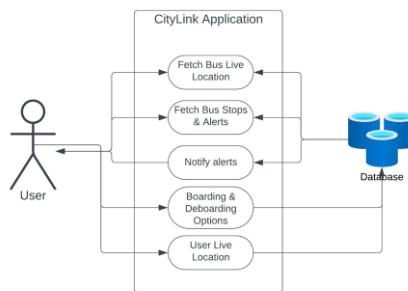 CityLink Application
Fetch Bus Live
Location
Fetch Bus Stops
& Alerts
Notify alerts
User
Database
Boarding &
Deboarding
Options
User Live
Location